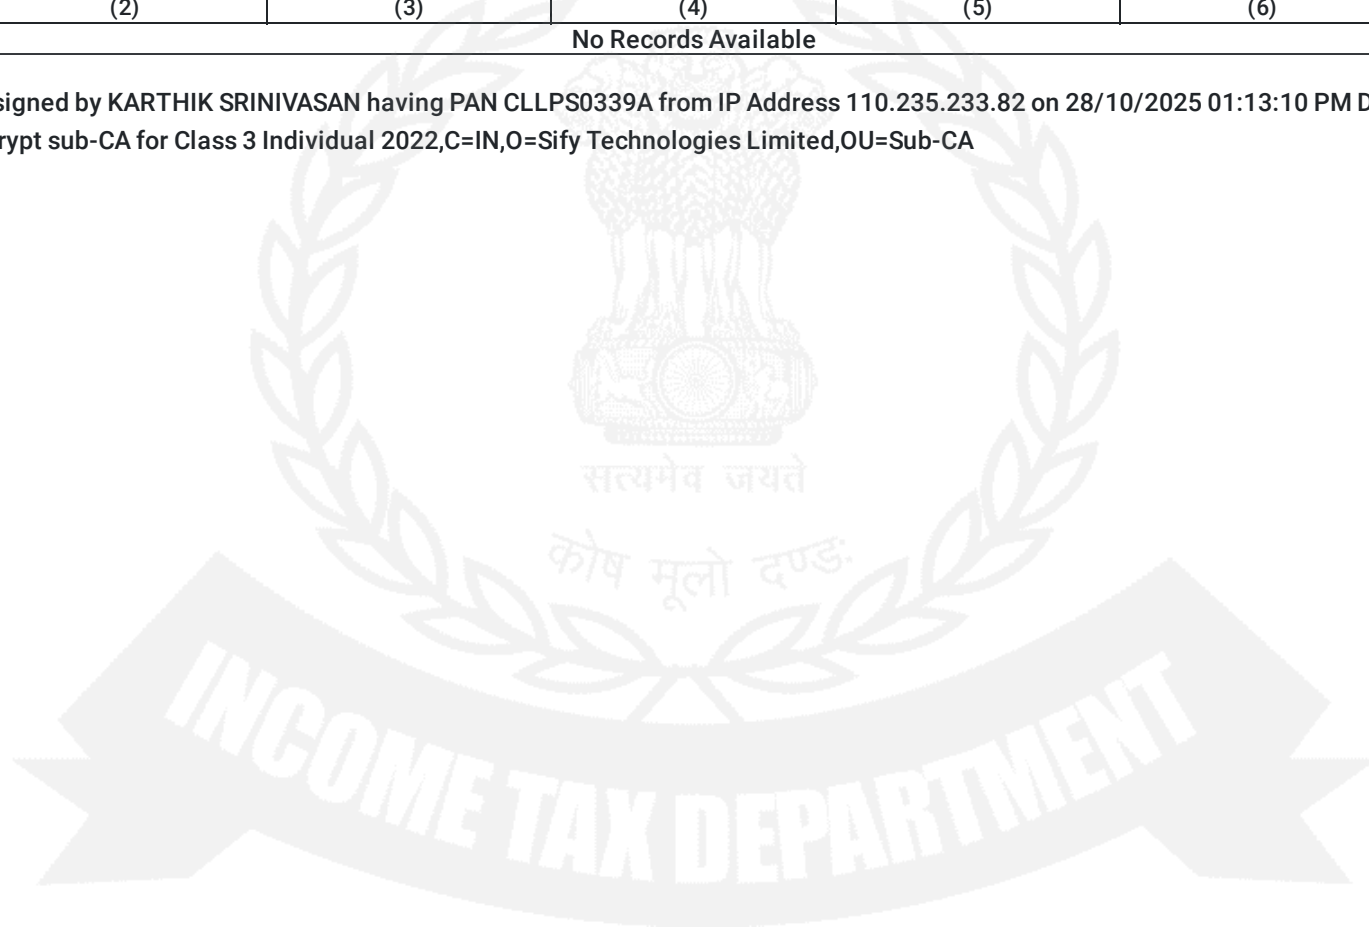 (2) (3) (4) (5) (6)
No Records Available
signed by KARTHIK SRINIVASAN having PAN CLLPS0339A from IP Address 110.235.233.82 on 28/10/2025 01:13:10 PM D
rypt sub-CA for Class 3 Individual 2022,C=IN,O=Sify Technologies Limited,OU=Sub-CA
सत्यमेव जयते
कोष मूलो दण्डः
INCOME TAX DEPARTMENT